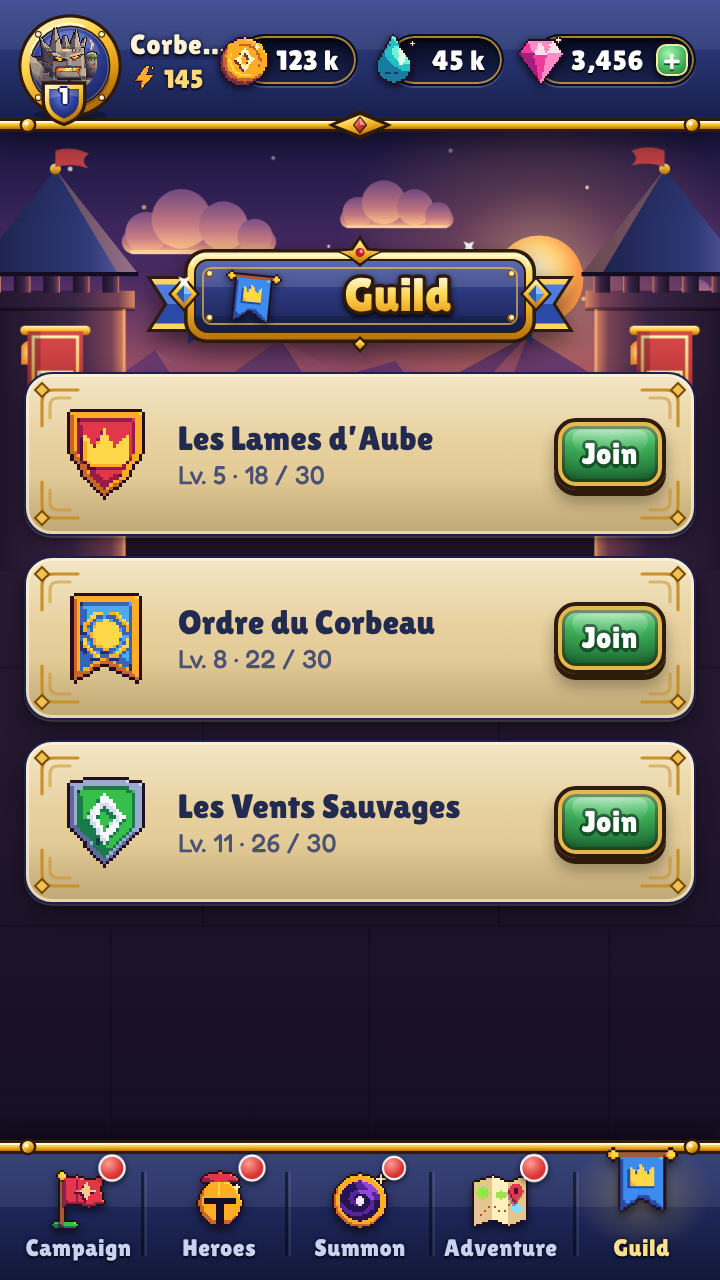 Corbe...
145
1
123 k
45 k
3,456
+
Guild
Les Lames d'Aube
Lv. 5 · 18 / 30
Join
Ordre du Corbeau
Lv. 8 · 22 / 30
Join
Les Vents Sauvages
Lv. 11 · 26 / 30
Join
Campaign
Heroes
Summon
Adventure
Guild